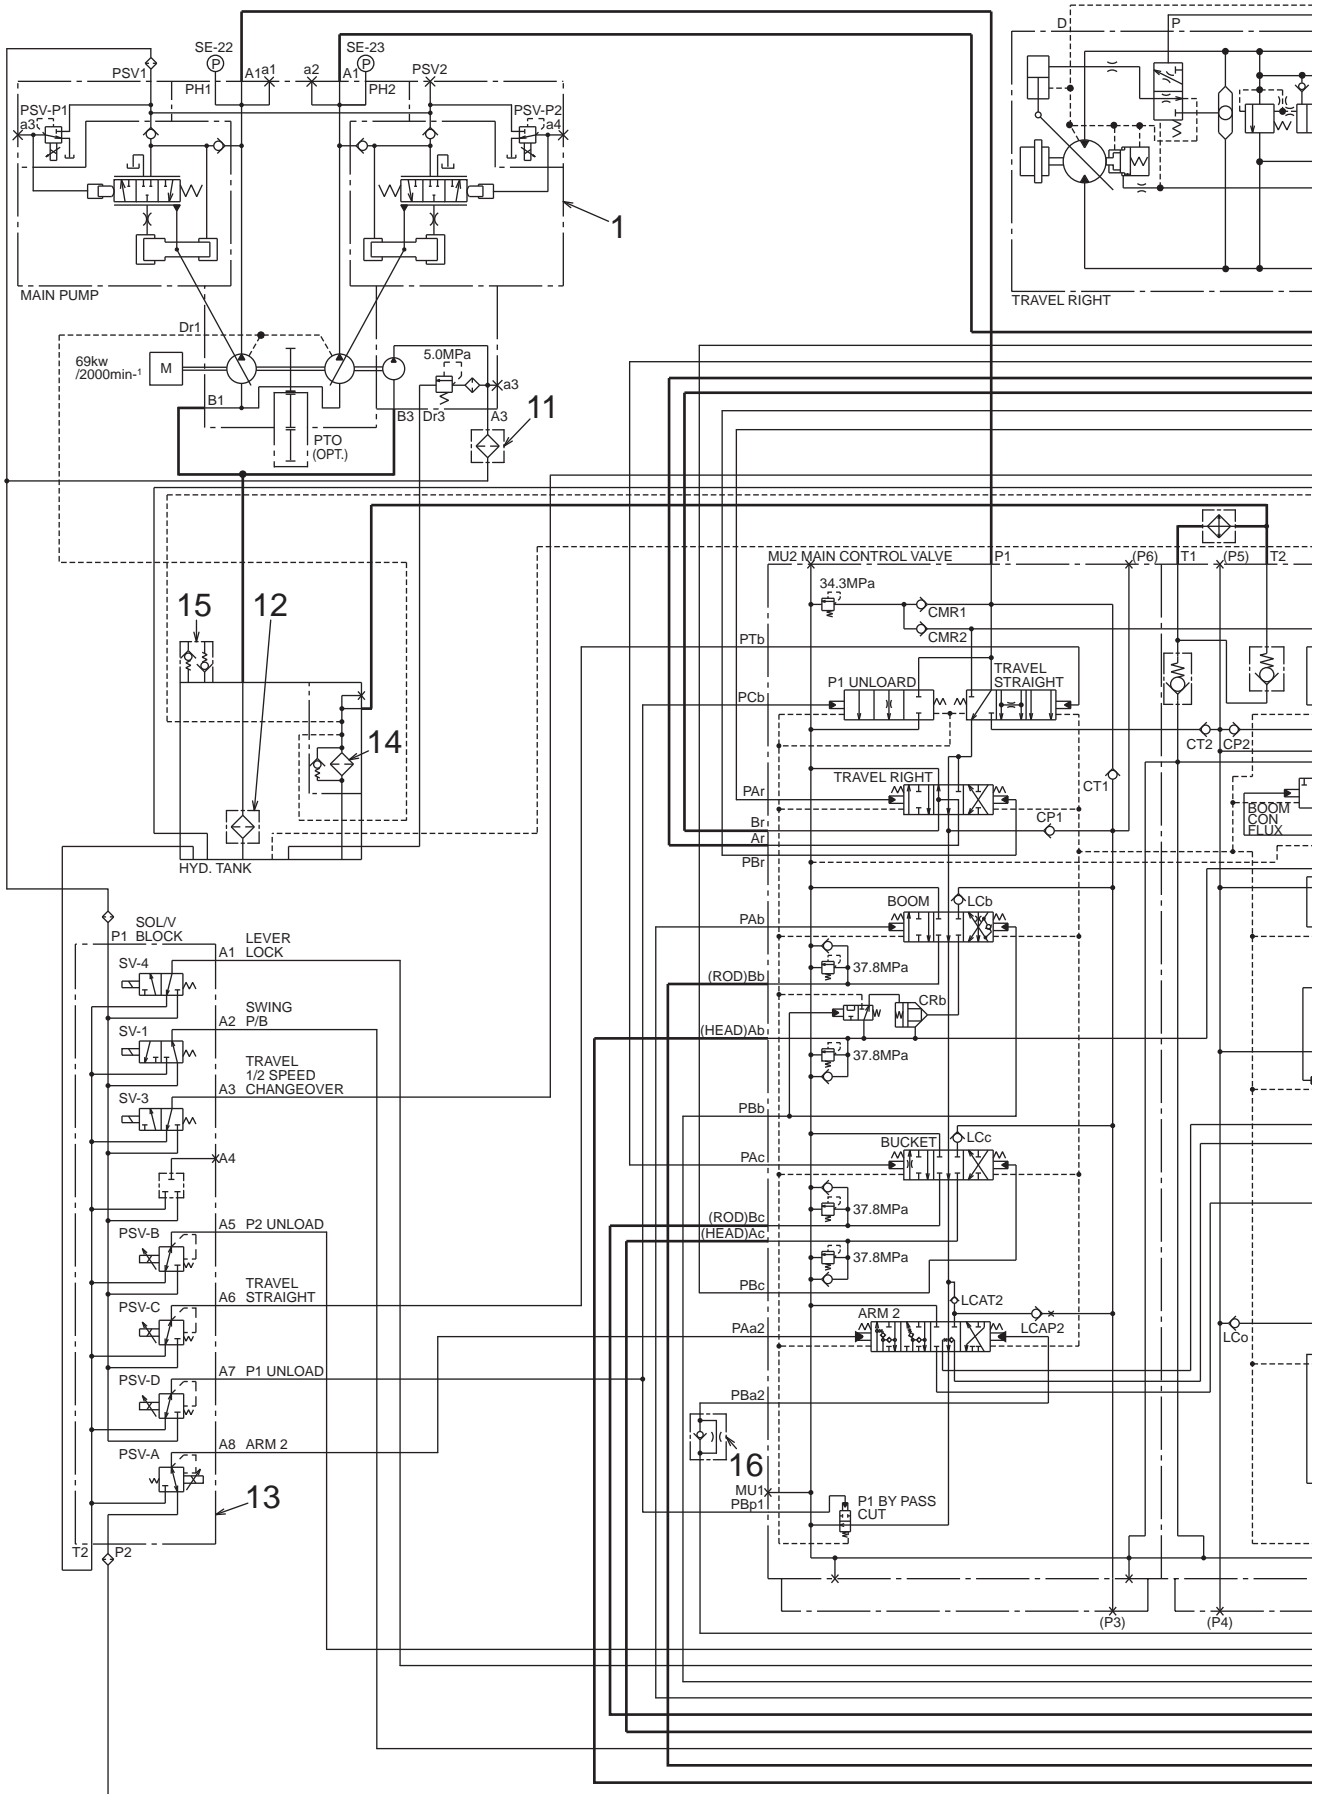 D
P
SE-22
SE-23
P
P
PSV1
A1
a1
a2
A1
PSV2
PH1
PH2
PSV-P1
a3
PSV-P2
a4
1
MAIN PUMP
TRAVEL RIGHT
Dr1
69kw
/2000min-1
M
5.0MPa
a3
B1
B3
Dr3
A3
11
PTO
(OPT.)
MU2 MAIN CONTROL VALVE
P1
(P6)
T1
(P5)
T2
34.3MPa
15
12
CMR1
CMR2
PTb
P1 UNLOARD
TRAVEL
STRAIGHT
PCb
14
CT2
CP2
TRAVEL RIGHT
CT1
PAr
BOOM
CON
FLUX
Br
CP1
Ar
PBr
HYD. TANK
BOOM
LCb
PAb
SOL/V
BLOCK
P1
LEVER
LOCK
A1
SV-4
37.8MPa
(ROD)Bb
CRb
SWING
P/B
A2
SV-1
(HEAD)Ab
37.8MPa
TRAVEL
1/2 SPEED
CHANGEOVER
A3
SV-3
PBb
BUCKET
LCc
A4
PAc
37.8MPa
(ROD)Bc
A5 P2 UNLOAD
PSV-B
(HEAD)Ac
37.8MPa
PBc
TRAVEL
STRAIGHT
A6
PSV-C
LCAT2
ARM 2
LCAP2
PAa2
LCo
A7 P1 UNLOAD
PSV-D
PBa2
A8 ARM 2
PSV-A
16
13
MU1
PBp1
P1 BY PASS
CUT
T2
P2
(P3)
(P4)